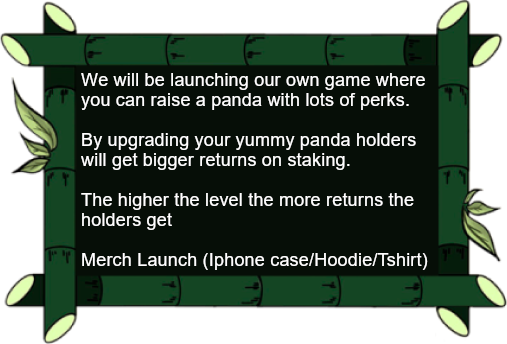 We will be launching our own game where
you can raise a panda with lots of perks.
By upgrading your yummy panda holders
will get bigger returns on staking.
The higher the level the more returns the
holders get
Merch Launch (Iphone case/Hoodie/Tshirt)